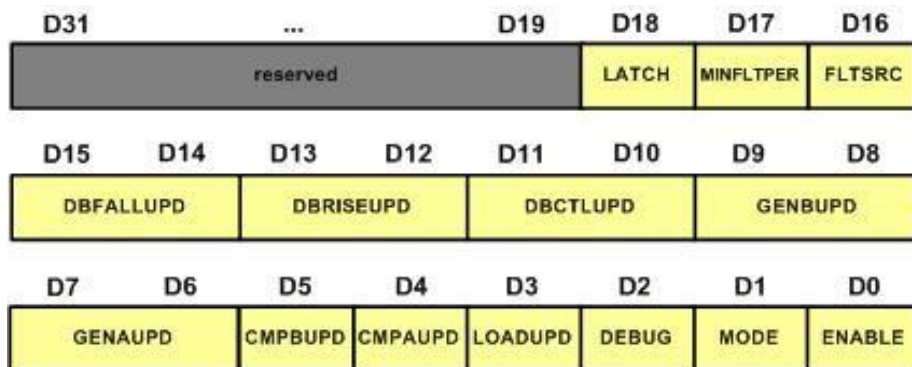 D31 ... D19 D18 D17 D16
reserved LATCH MINFLTPER FLTSRC
D15 D14 D13 D12 D11 D10 D9 D8
DBFALLUPD DBRISEUPD DBCTLUPD GENBUPD
D7 D6 D5 D4 D3 D2 D1 D0
GENAUPD CMPBUPD CMPAUPD LOADUPD DEBUG MODE ENABLE